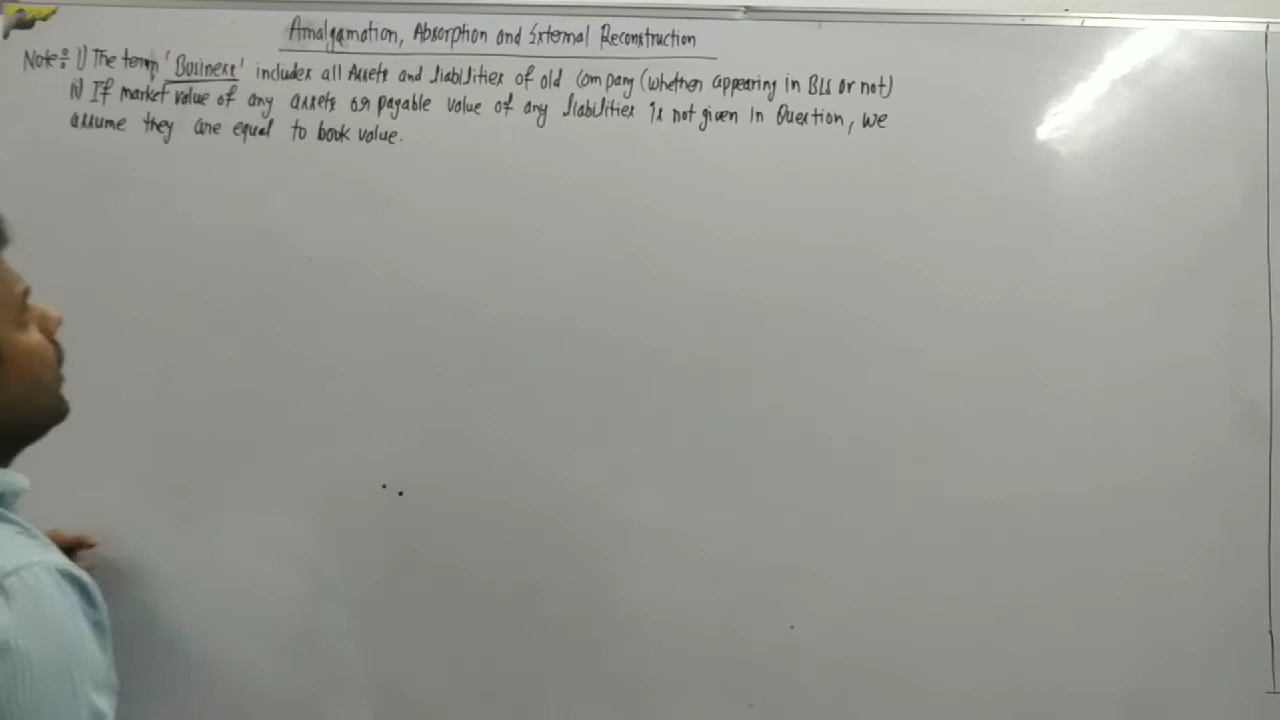 Amalgamation, Absorption and External Reconstruction
Note:- i) The term 'Business' includes all Assets and liabilities of old Company (whether appearing in B/S or not)
ii) If market value of any assets or payable value of any liabilities is not given in Question, we
assume they are equal to book value.